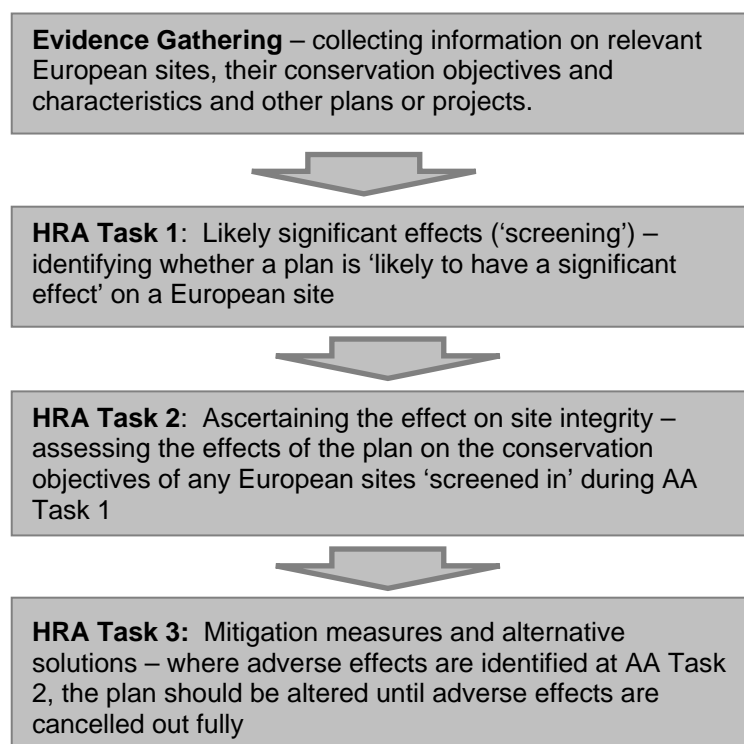 Evidence Gathering – collecting information on relevant
European sites, their conservation objectives and
characteristics and other plans or projects.
HRA Task 1:  Likely significant effects (‘screening’) –
identifying whether a plan is ‘likely to have a significant
effect’ on a European site
HRA Task 2:  Ascertaining the effect on site integrity –
assessing the effects of the plan on the conservation
objectives of any European sites ‘screened in’ during AA
Task 1
HRA Task 3:  Mitigation measures and alternative
solutions – where adverse effects are identified at AA Task
2, the plan should be altered until adverse effects are
cancelled out fully